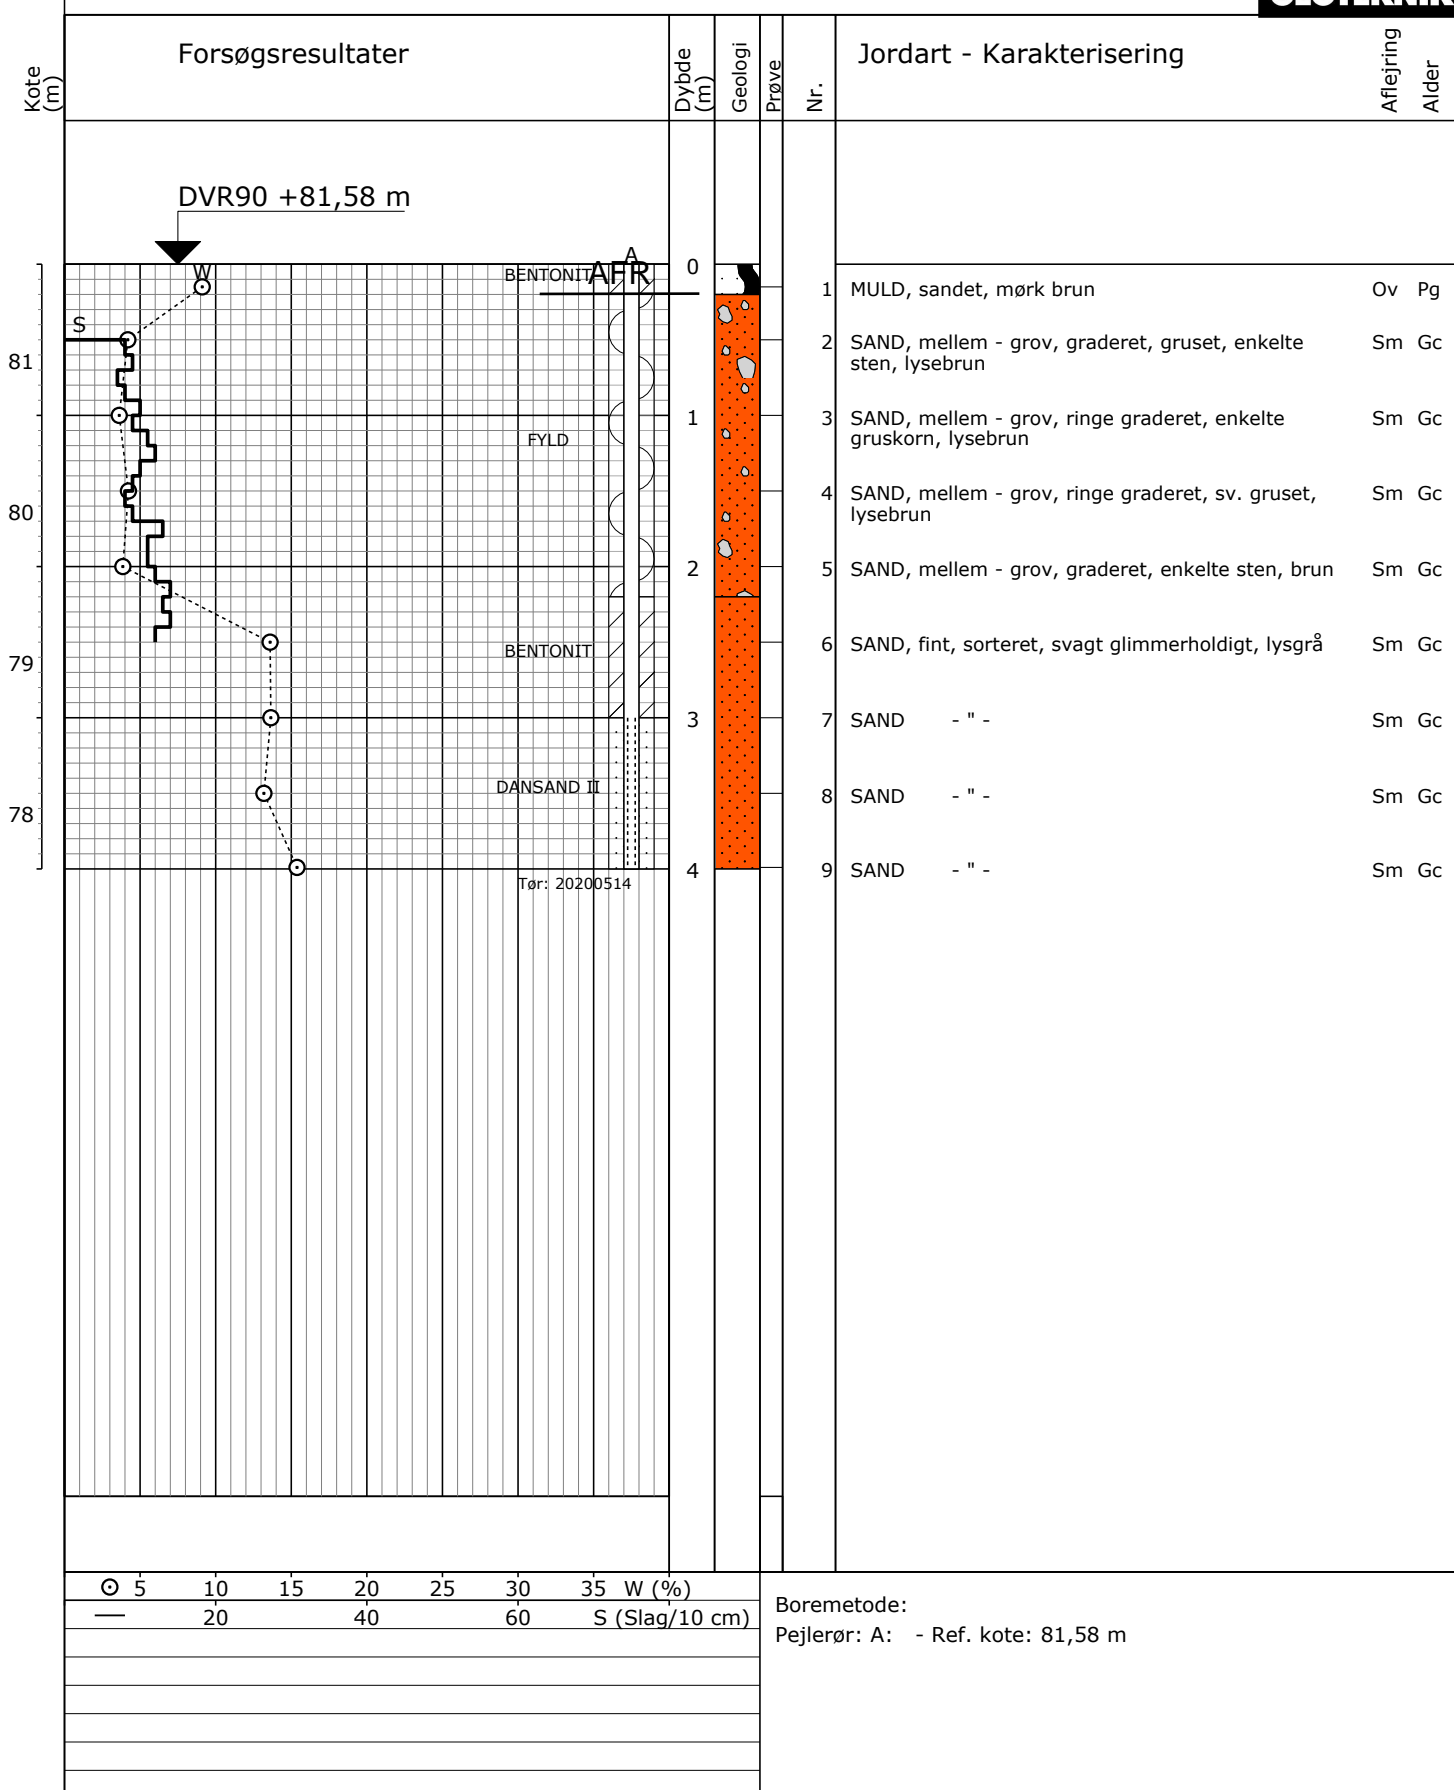 Forsøgsresultater
Jordart - Karakterisering
Kote
(m)
Dybde
(m)
Geologi
Prøve
Nr.
Aflejring
Alder
DVR90 +81,58 m
A
W
BENTONIT
AFR
0
1 MULD, sandet, mørk brun Ov Pg
S
81
2 SAND, mellem - grov, graderet, gruset, enkelte Sm Gc
sten, lysebrun
1
3 SAND, mellem - grov, ringe graderet, enkelte Sm Gc
gruskorn, lysebrun
FYLD
80
4 SAND, mellem - grov, ringe graderet, sv. gruset, Sm Gc
lysebrun
2
5 SAND, mellem - grov, graderet, enkelte sten, brun Sm Gc
79
BENTONIT
6 SAND, fint, sorteret, svagt glimmerholdigt, lysgrå Sm Gc
3
7 SAND - " - Sm Gc
78
DANSAND II
8 SAND - " - Sm Gc
4
9 SAND - " - Sm Gc
Tør: 20200514
5 10 15 20 25 30 35 W (%)
20 40 60 S (Slag/10 cm)
Boremetode:
Pejlerør: A: - Ref. kote: 81,58 m